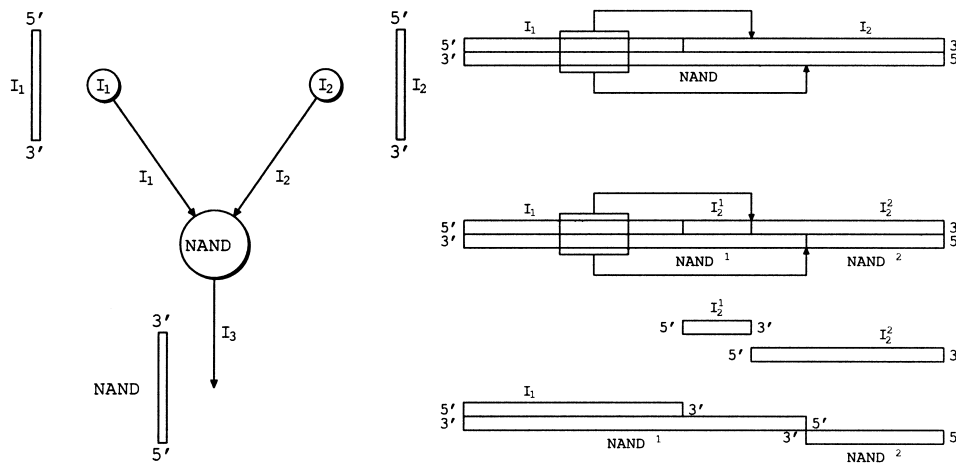 5′
I₁
3′
I₁
I₂
I₂
5′
3′
I₁
I₂
NAND
I₃
3′
NAND
5′
I₁
I₂
5′
3′
3′
5
NAND
I₁
I₂¹
I₂²
5′
3′
3
5
NAND ¹
NAND ²
I₂¹
5′
3′
I₂²
5′
3
I₁
5′
3′
3′
5′
NAND ¹
3′
5
NAND ²